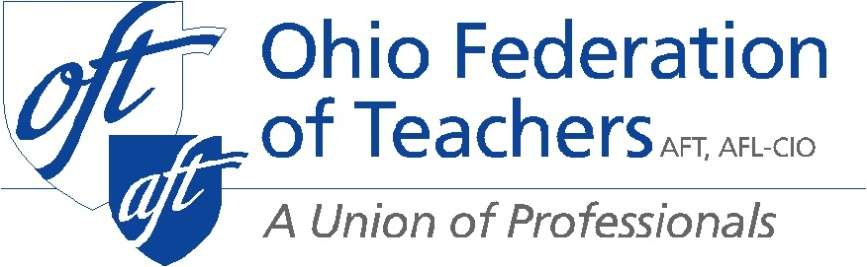 oft
aft
Ohio Federation
of Teachers AFT, AFL-CIO
A Union of Professionals